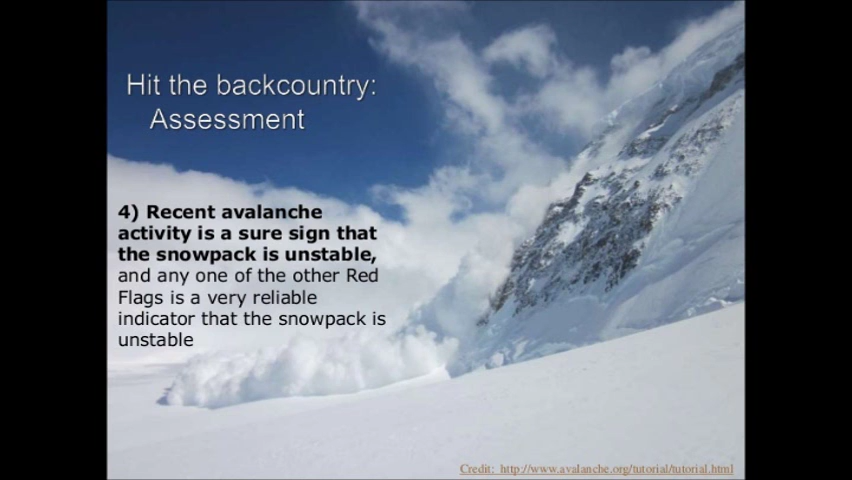 Hit the backcountry:
Assessment
4) Recent avalanche
activity is a sure sign that
the snowpack is unstable,
and any one of the other Red
Flags is a very reliable
indicator that the snowpack is
unstable
Credit: http://www.avalanche.org/tutorial/tutorial.html